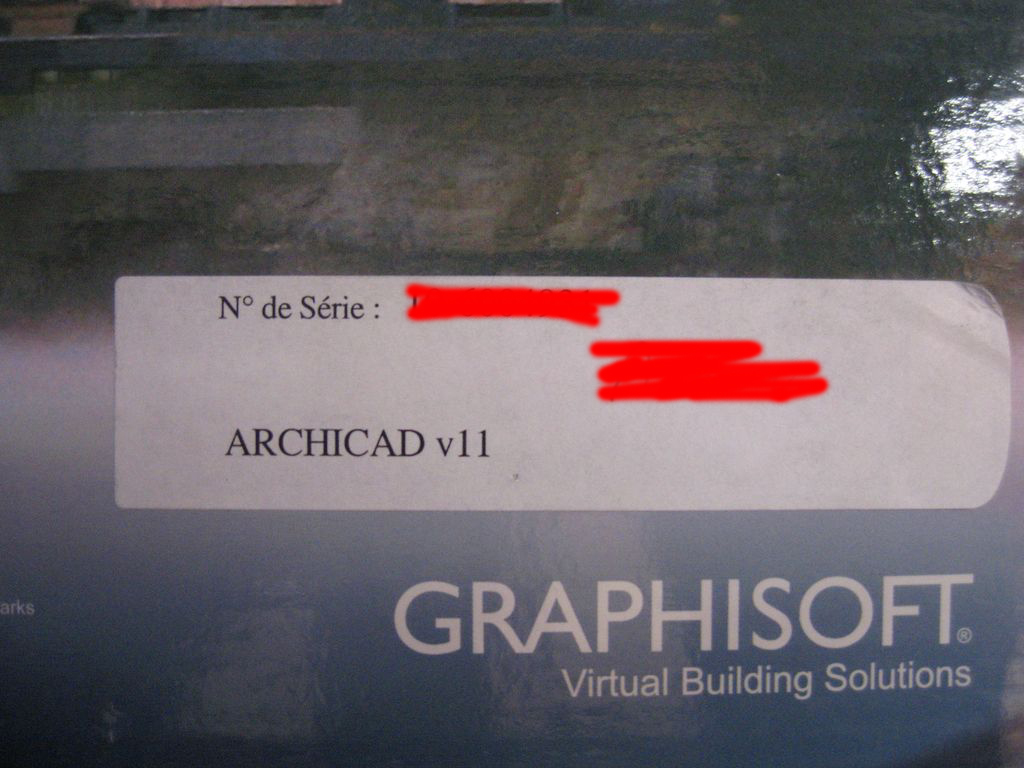 N° de Série :
ARCHICAD v11
arks
GRAPHISOFT®
Virtual Building Solutions